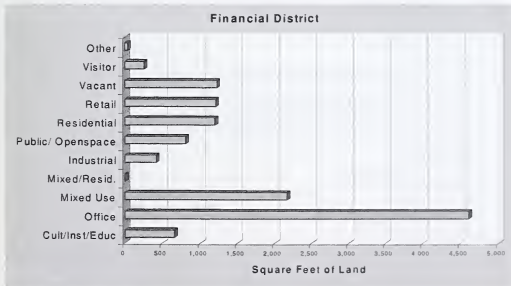 Financial District
Other
Visitor
Vacant
Retail
Residential
Public/ Openspace
Industrial
Mixed/Resid.
Mixed Use
Office
Cult/Inst/Educ
0 500 1,000 1,500 2,000 2,500 3,000 3,500 4,000 4,500 5,000
Square Feet of Land